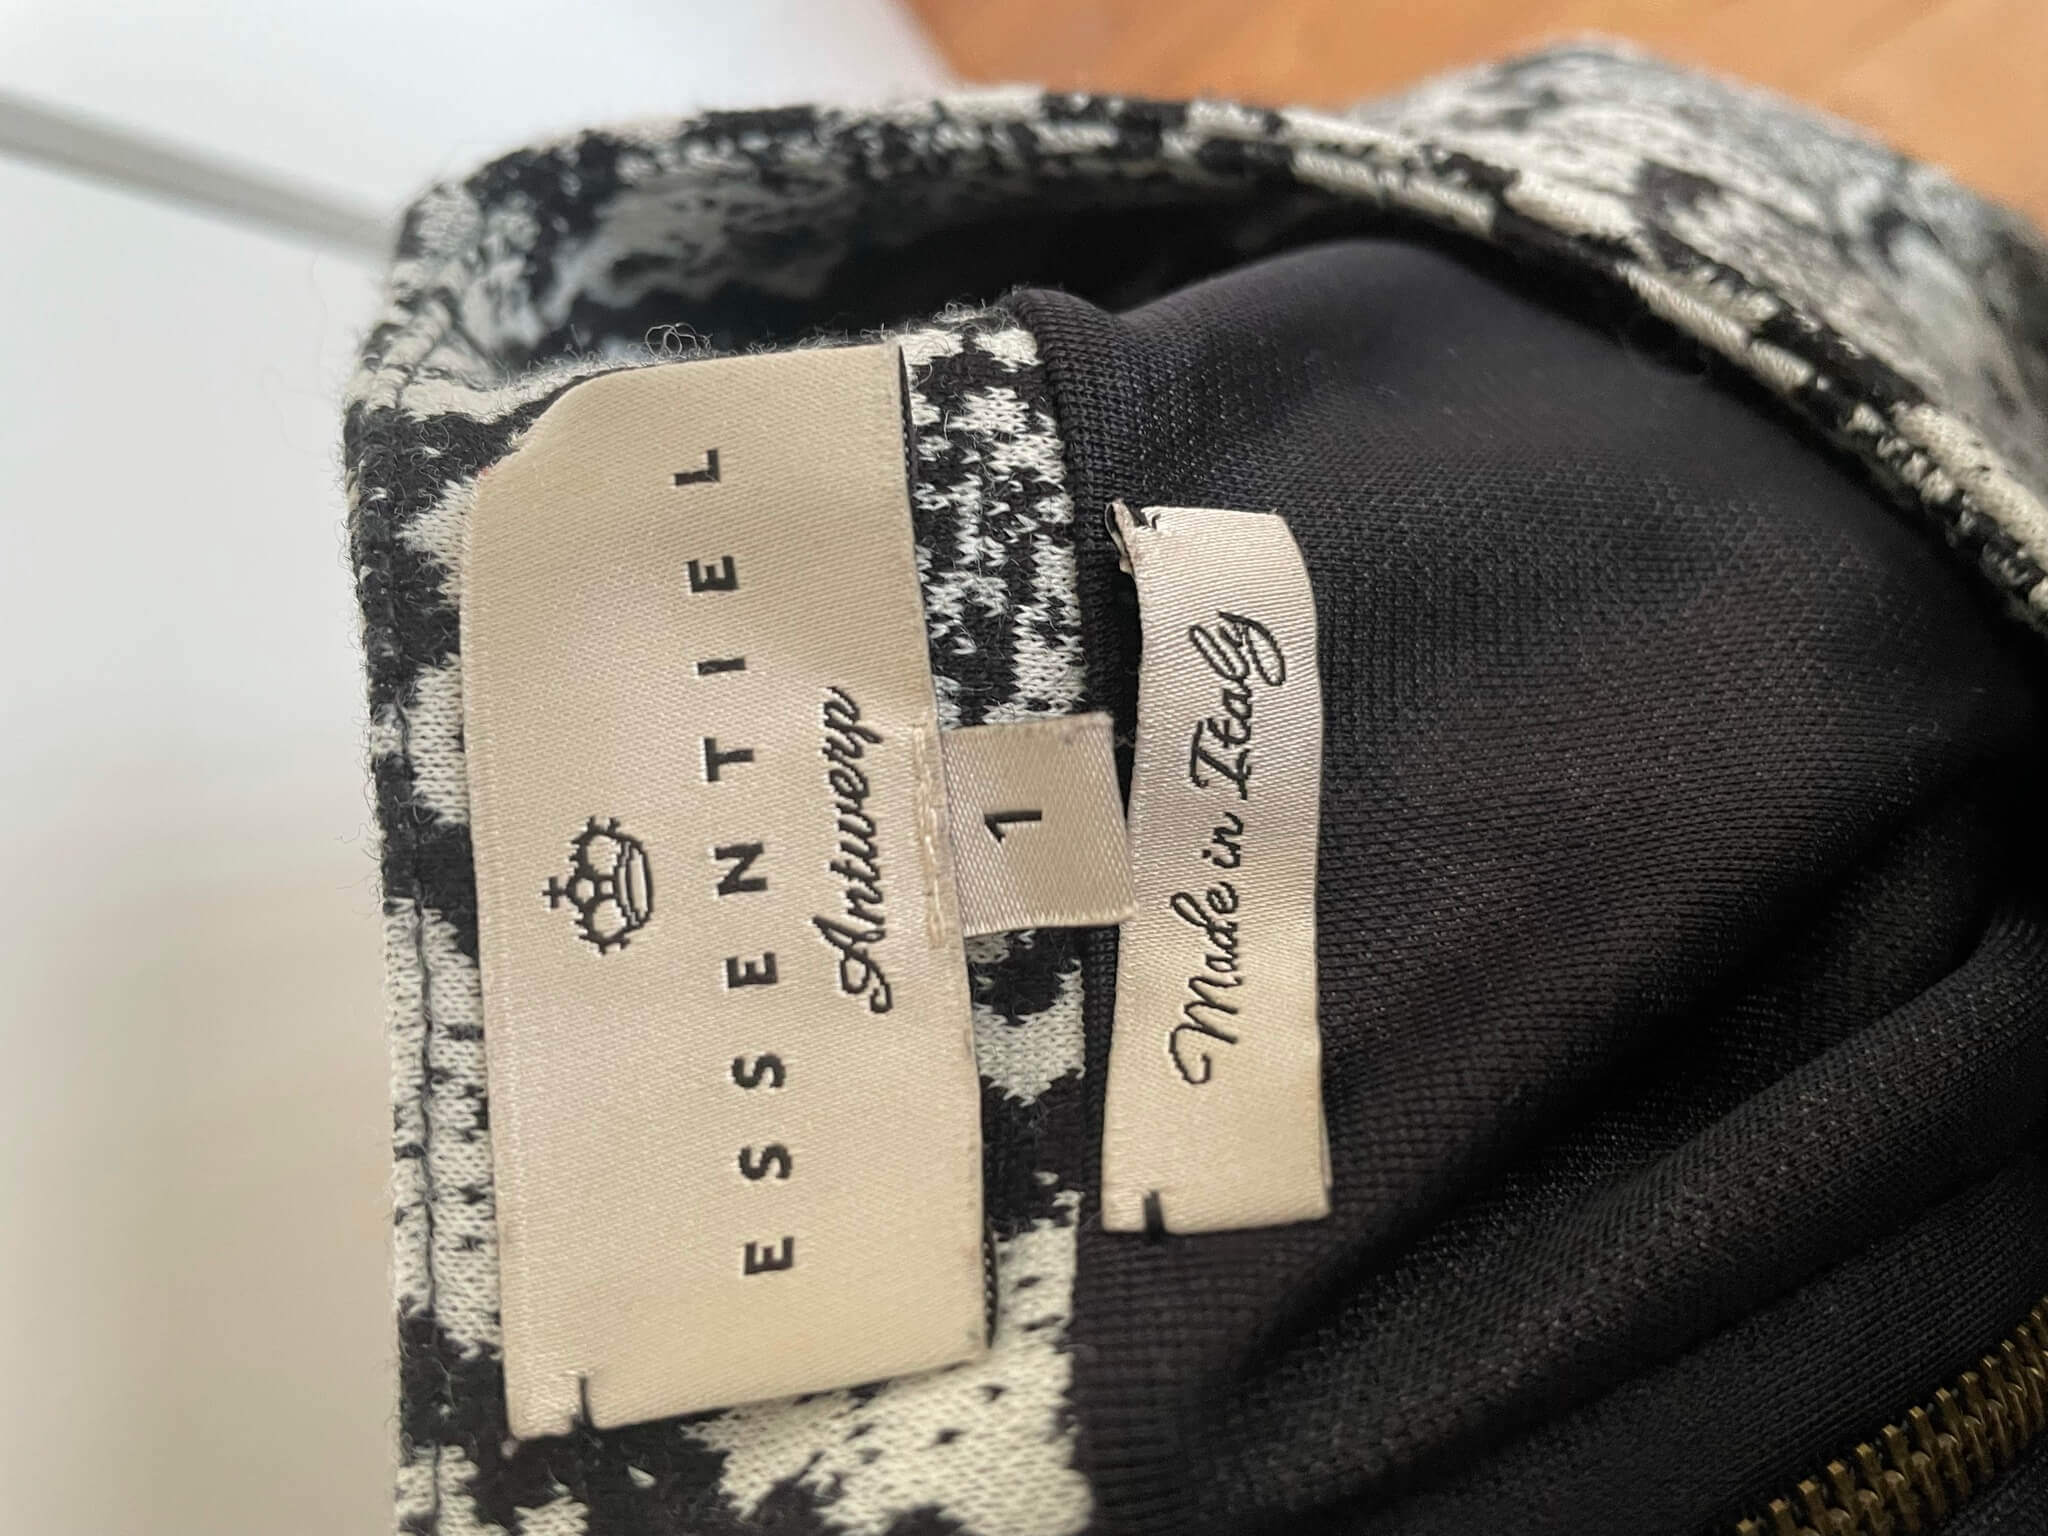 ESSENTIEL
Antwerp
1
Made in Italy